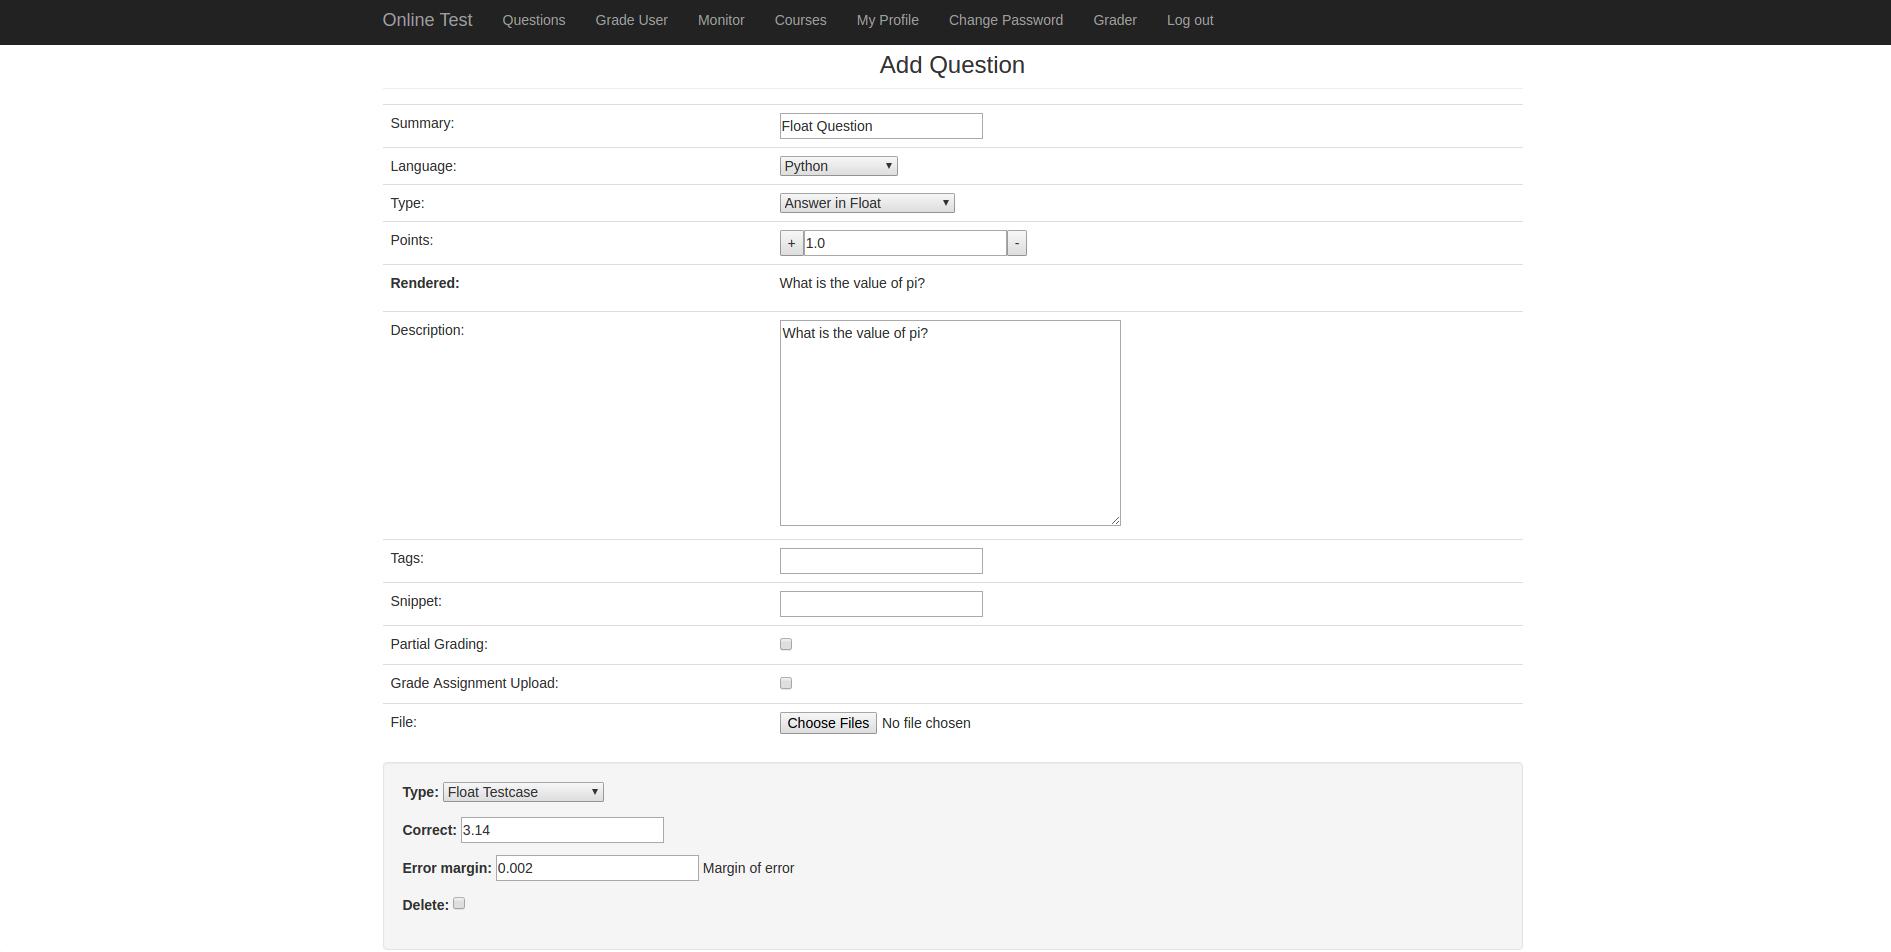 Online Test Questions Grade User Monitor Courses My Profile Change Password Grader Log out
Add Question
Summary: Float Question
Language: Python
Type: Answer in Float
Points: + 1.0 -
Rendered: What is the value of pi?
Description: What is the value of pi?
Tags:
Snippet:
Partial Grading:
Grade Assignment Upload:
File: Choose Files No file chosen
Type: Float Testcase
Correct: 3.14
Error margin: 0.002 Margin of error
Delete: